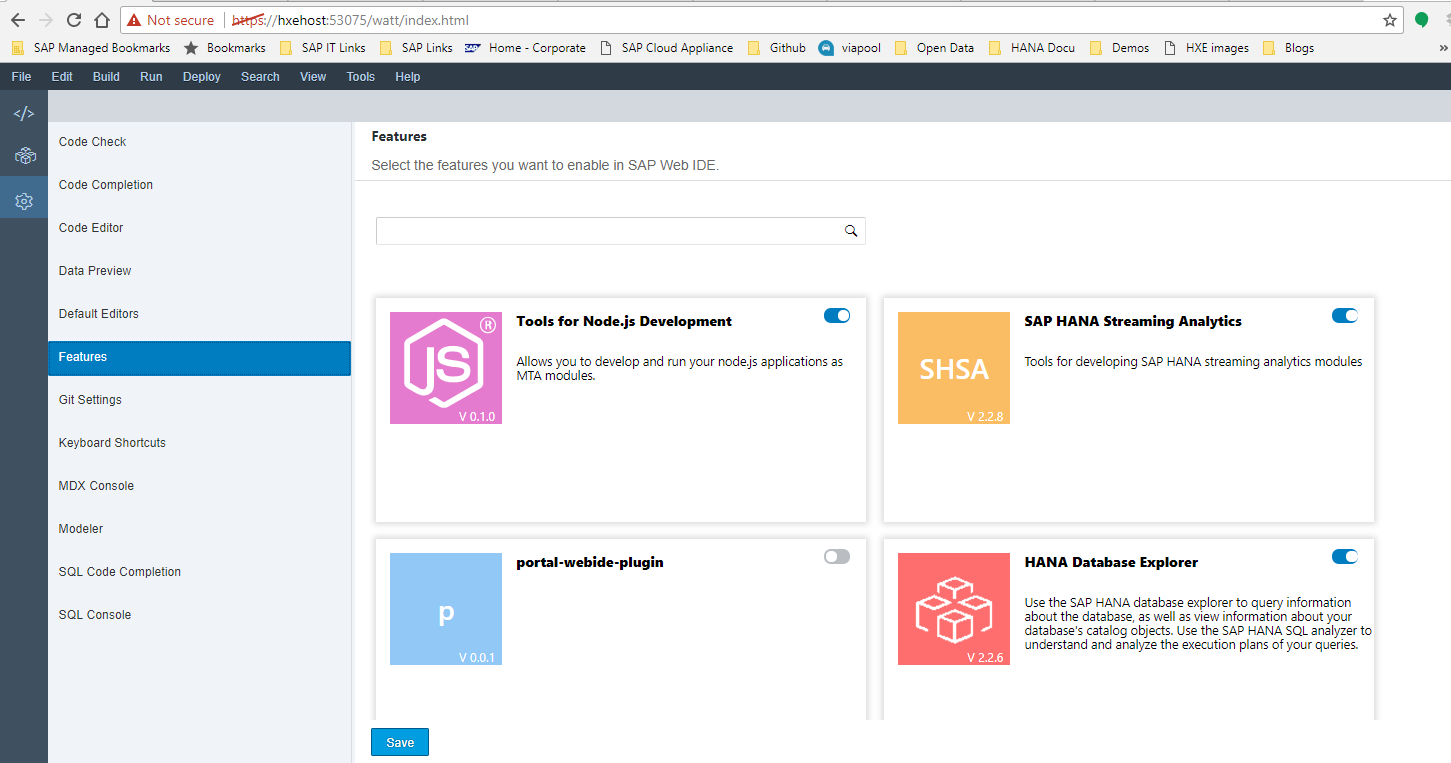 Not secure | https://hxehost:53075/watt/index.html
SAP Managed Bookmarks Bookmarks SAP IT Links SAP Links SAP Home - Corporate SAP Cloud Appliance Github viapool Open Data HANA Docu Demos HXE images Blogs »
File Edit Build Run Deploy Search View Tools Help
</>
Code Check
Code Completion
Code Editor
Data Preview
Default Editors
Features
Git Settings
Keyboard Shortcuts
MDX Console
Modeler
SQL Code Completion
SQL Console
Features
Select the features you want to enable in SAP Web IDE.
JS ®
V 0.1.0
Tools for Node.js Development
Allows you to develop and run your node.js applications as
MTA modules.
SHSA
V 2.2.8
SAP HANA Streaming Analytics
Tools for developing SAP HANA streaming analytics modules
p
V 0.0.1
portal-webide-plugin
V 2.2.6
HANA Database Explorer
Use the SAP HANA database explorer to query information
about the database, as well as view information about your
database's catalog objects. Use the SAP HANA SQL analyzer to
understand and analyze the execution plans of your queries.
Save